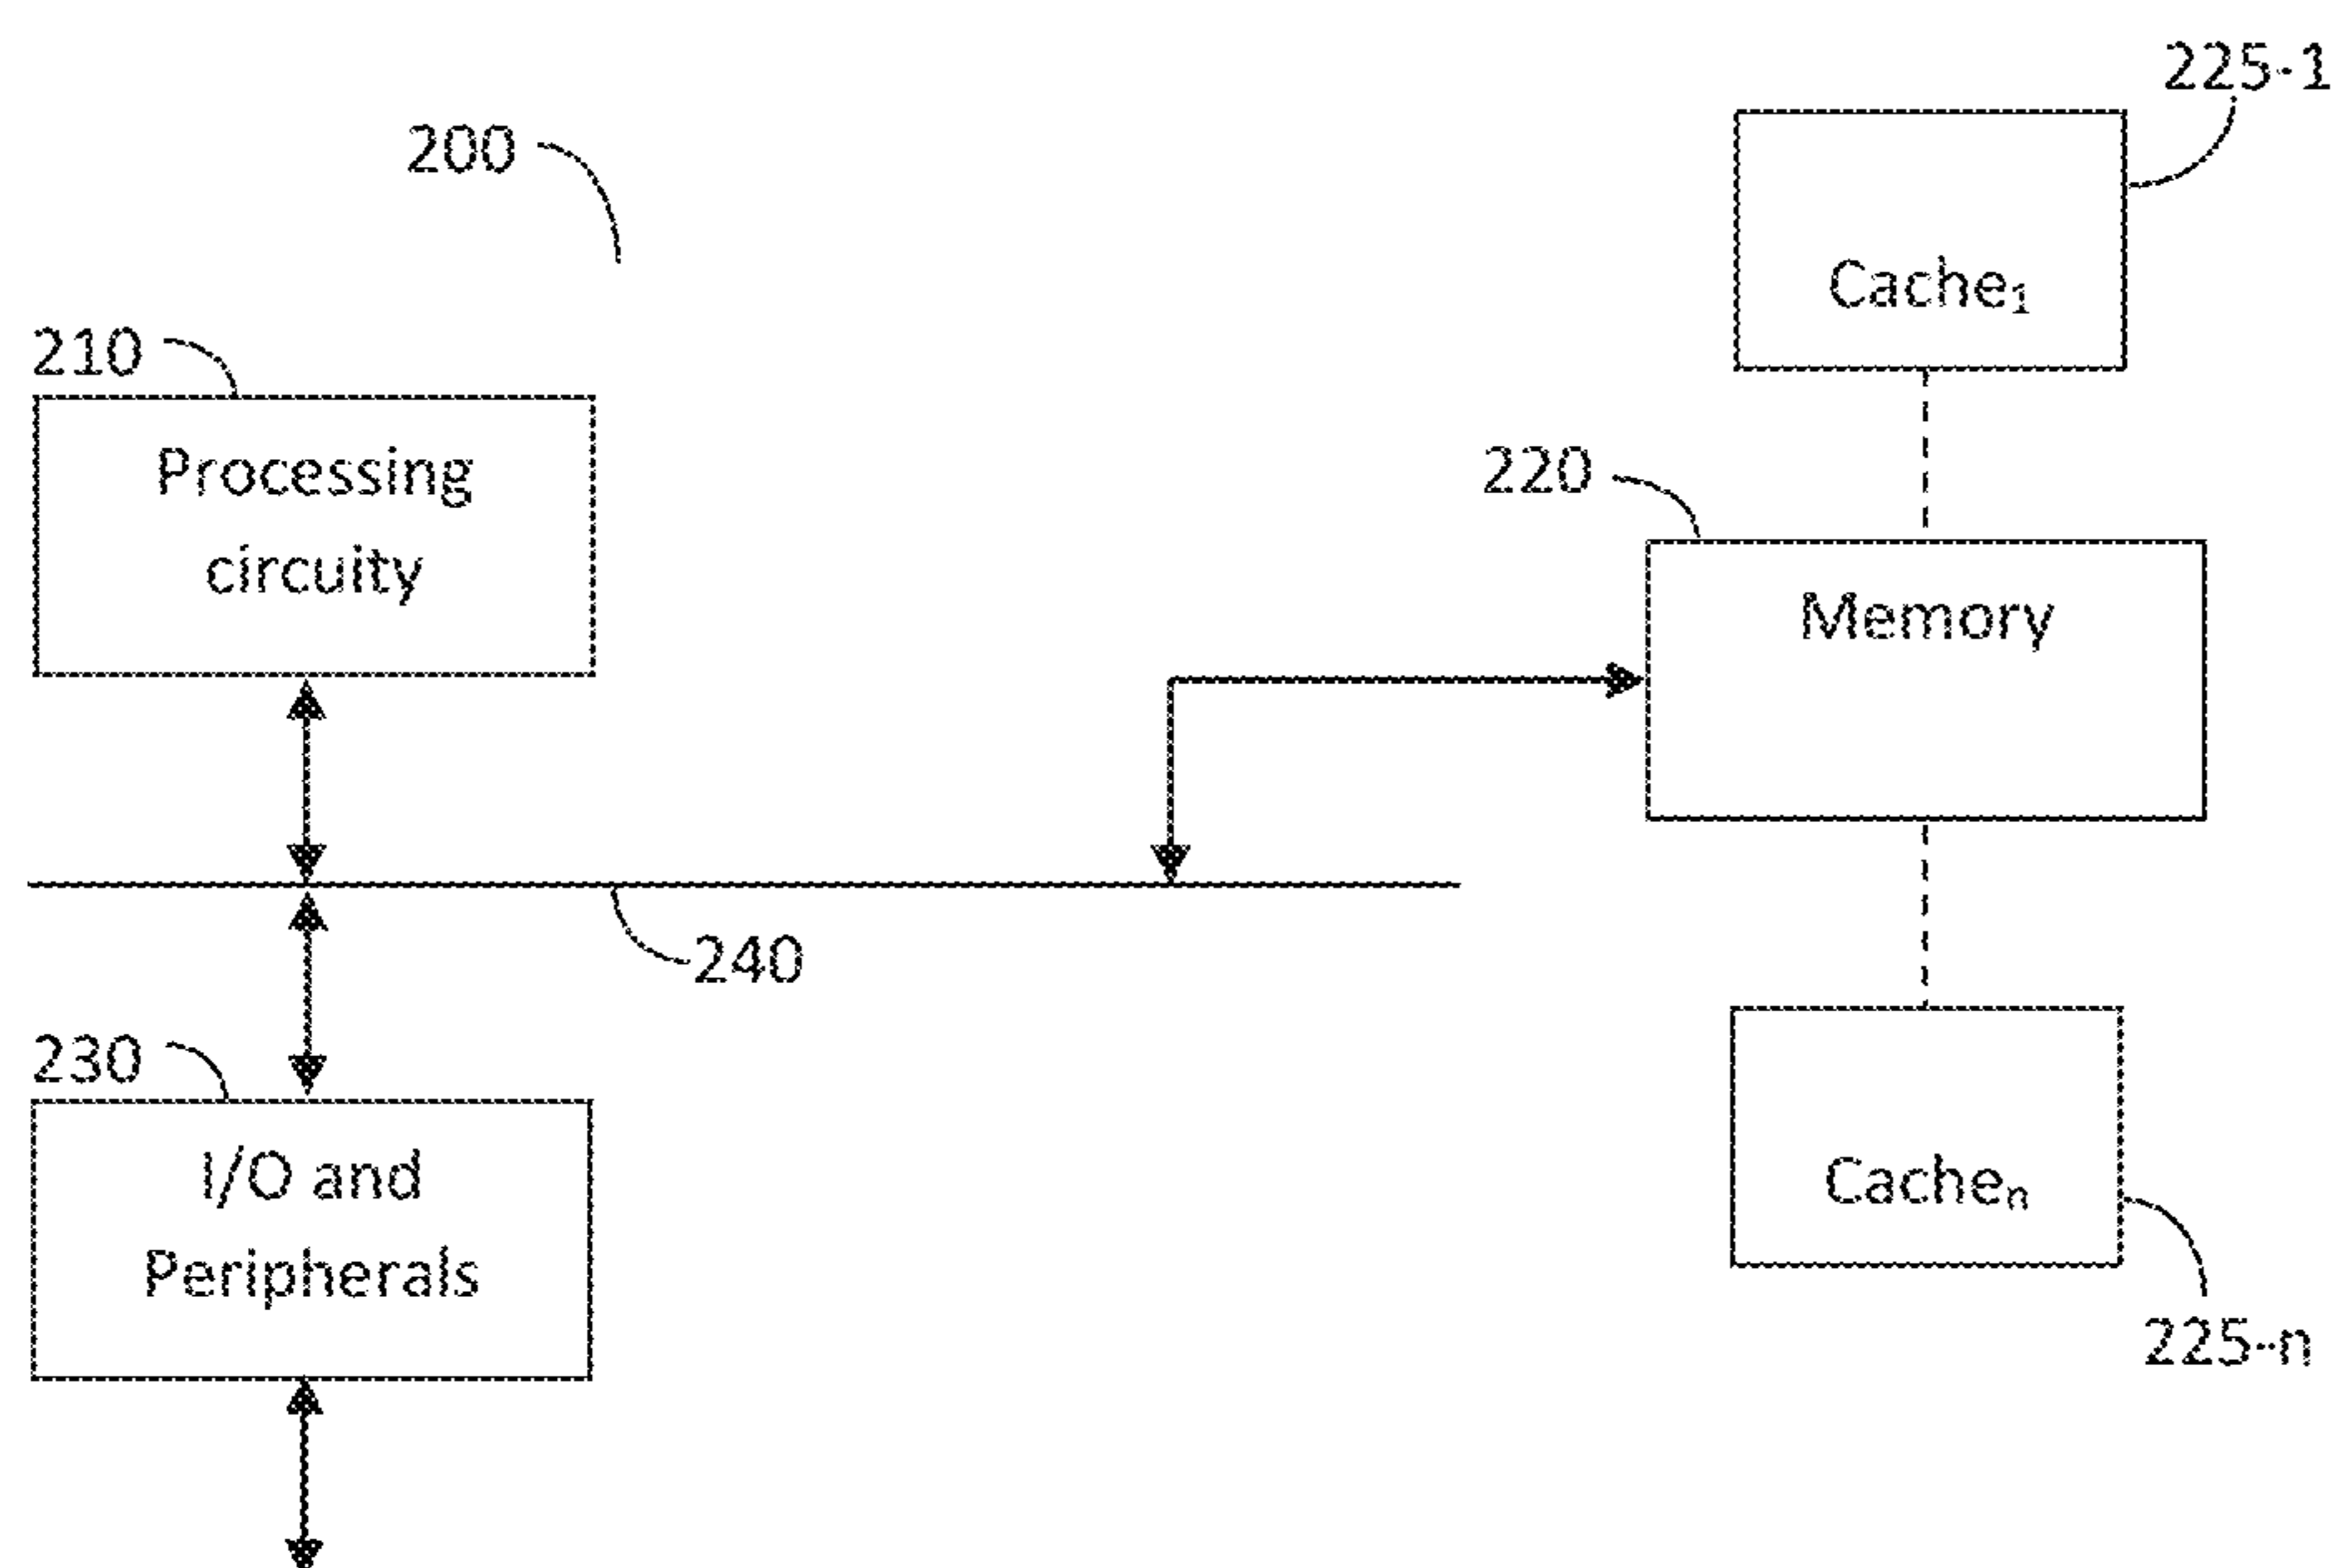 225-1
200
Cache₁
210
220
Processing
circuity
Memory
240
230
I/O and
Peripherals
Cacheₙ
225-n